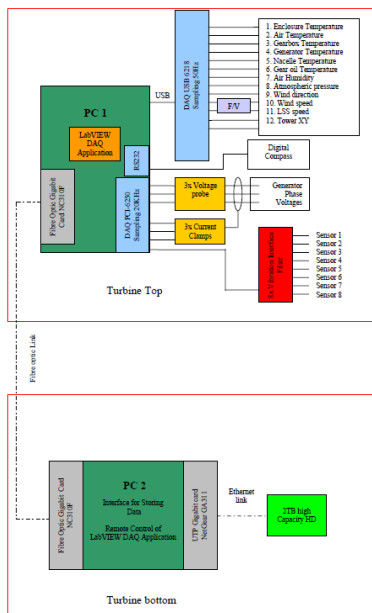 1. Enclosure Temperature
2. Air Temperature
3. Gearbox Temperature
4. Generator Temperature
5. Nacelle Temperature
6. Gear oil Temperature
7. Air Humidity
8. Atmospheric pressure
9. Wind direction
10. Wind speed
11. LSS speed
12. Tower XY
DAQ USB 6218
Sampling 50Hz
USB
F/V
PC 1
LabVIEW
DAQ
Application
RS232
Digital
Compass
Fibre Optic Gigabit
Card NC310F
DAQ PCI-6250
Sampling 20KHz
3x Voltage
probe
Generator
Phase
Voltages
3x Current
Clamps
8x Vibration Interface
Filter
Sensor 1
Sensor 2
Sensor 3
Sensor 4
Sensor 5
Sensor 6
Sensor 7
Sensor 8
Turbine Top
Fibre optic Link
Fibre Optic Gigabit Card
NC310F
PC 2
Interface for Storing
Data
Remote Control of
LabVIEW DAQ Application
UTP Gigabit card
NetGear GA311
Ethernet
link
2TB high
Capacity HD
Turbine bottom